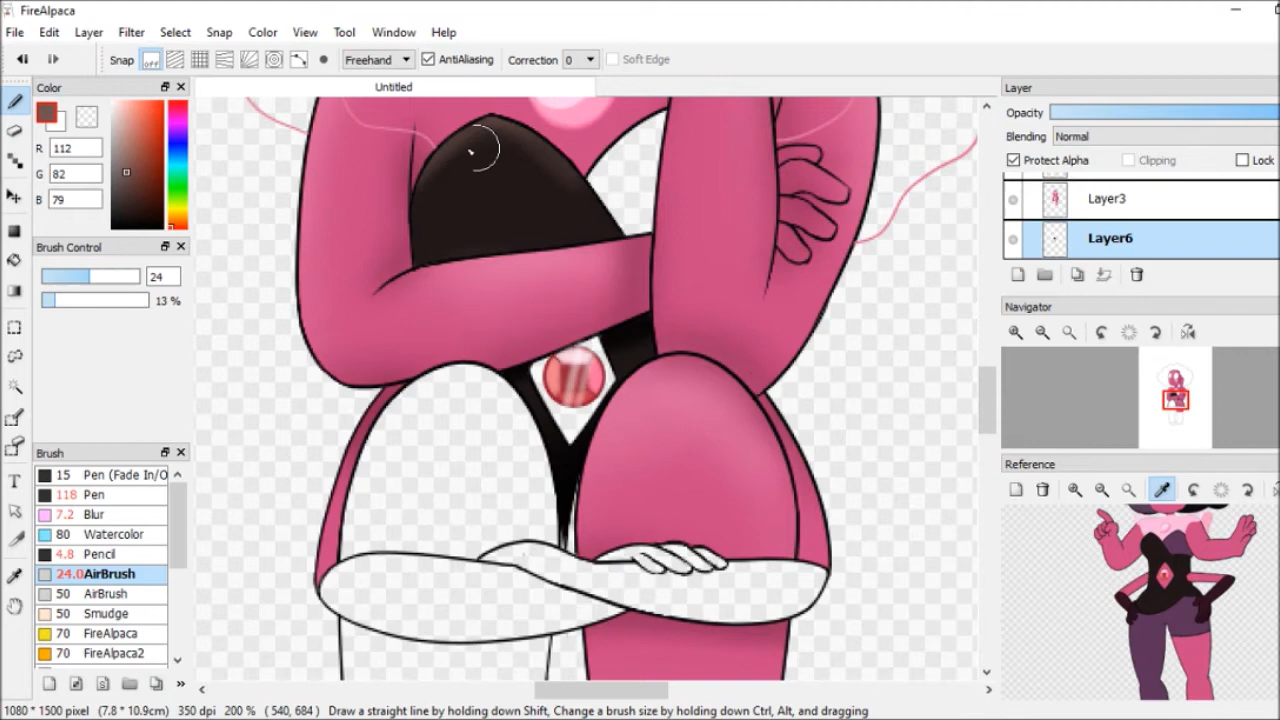 FireAlpaca
File Edit Layer Filter Select Snap Color View Tool Window Help
Snap off Freehand AntiAliasing Correction 0 Soft Edge
Color
Untitled
Layer
R 112
G 82
B 79
Opacity
Blending Normal
Protect Alpha Clipping Lock
Layer3
Layer6
Brush Control
24
13 %
Navigator
Brush
15 Pen (Fade In/O
118 Pen
7.2 Blur
80 Watercolor
4.8 Pencil
24.0 AirBrush
50 AirBrush
50 Smudge
70 FireAlpaca
70 FireAlpaca2
Reference
1080 * 1500 pixel (7.8 * 10.9cm) 350 dpi 200 % ( 540, 684 ) Draw a straight line by holding down Shift, Change a brush size by holding down Ctrl, Alt, and dragging